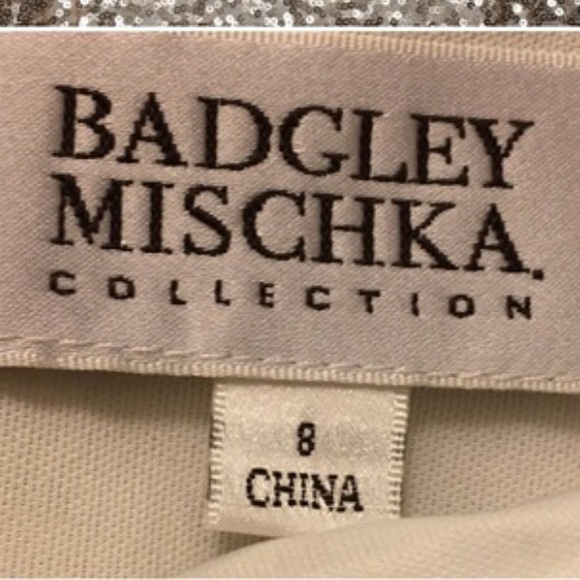 BADGLEY
MISCHKA.
COLLECTION
8
CHINA